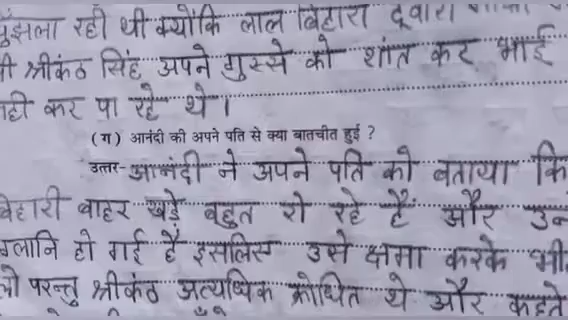 झुंझला रही थी क्योंकि लाल बिहारी द्वारा
भी श्रीकंठ सिंह अपने गुस्से को शांत कर भाई
नहीं कर पा रहे थे।
(ग) आनंदी की अपने पति से क्या बातचीत हुई ?
उत्तर- आनंदी ने अपने पति को बताया कि
बिहारी बाहर खड़े बहुत रो रहे हैं और उन
ग्लानि हो गई है इसलिए उसे क्षमा करके भी
लो परन्तु श्रीकंठ अत्यधिक क्रोधित थे और कहते